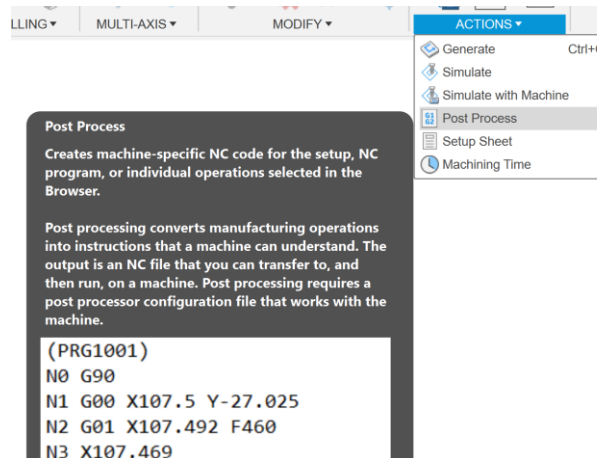 LLING▾ MULTI-AXIS▾ MODIFY▾ ACTIONS▾
Generate Ctrl+
Simulate
Simulate with Machine
G1
G2
Post Process
Setup Sheet
Machining Time
Post Process
Creates machine-specific NC code for the setup, NC
program, or individual operations selected in the
Browser.
Post processing converts manufacturing operations
into instructions that a machine can understand. The
output is an NC file that you can transfer to, and
then run, on a machine. Post processing requires a
post processor configuration file that works with the
machine.
(PRG1001)
N0 G90
N1 G00 X107.5 Y-27.025
N2 G01 X107.492 F460
N3 X107.469